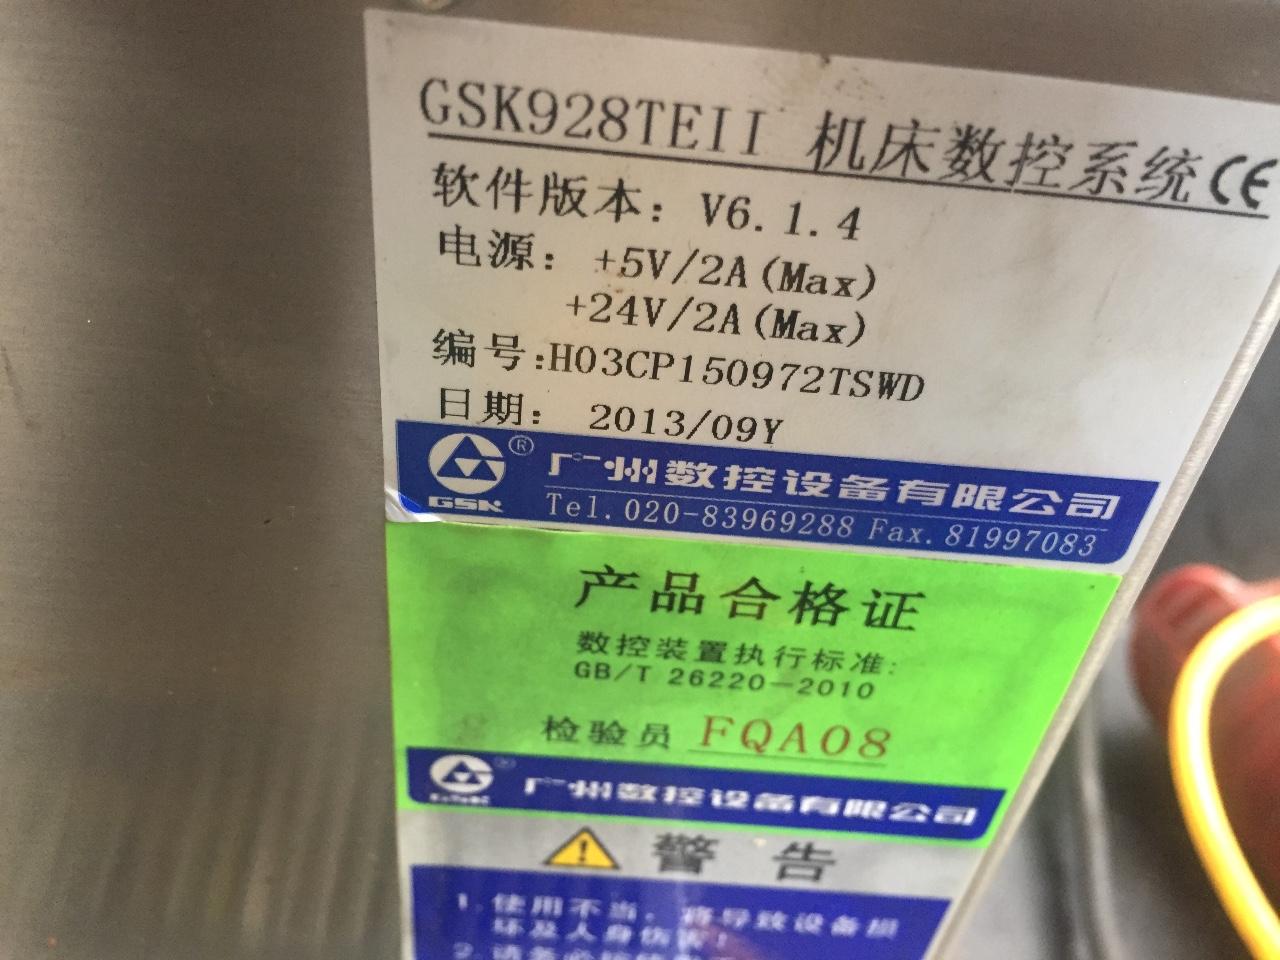 GSK928TEII 机床数控系统 CE
软件版本: V6.1.4
电源: +5V/2A(Max)
+24V/2A(Max)
编号:H03CP150972TSWD
日期: 2013/09Y
GSK ® 广州数控设备有限公司
Tel.020-83969288 Fax.81997083
产品合格证
数控装置执行标准:
GB/T 26220-2010
检验员 FQA08
GSK ® 广州数控设备有限公司
警告
1.使用不当,将导致设备损
坏及人身伤害!
2.请务必